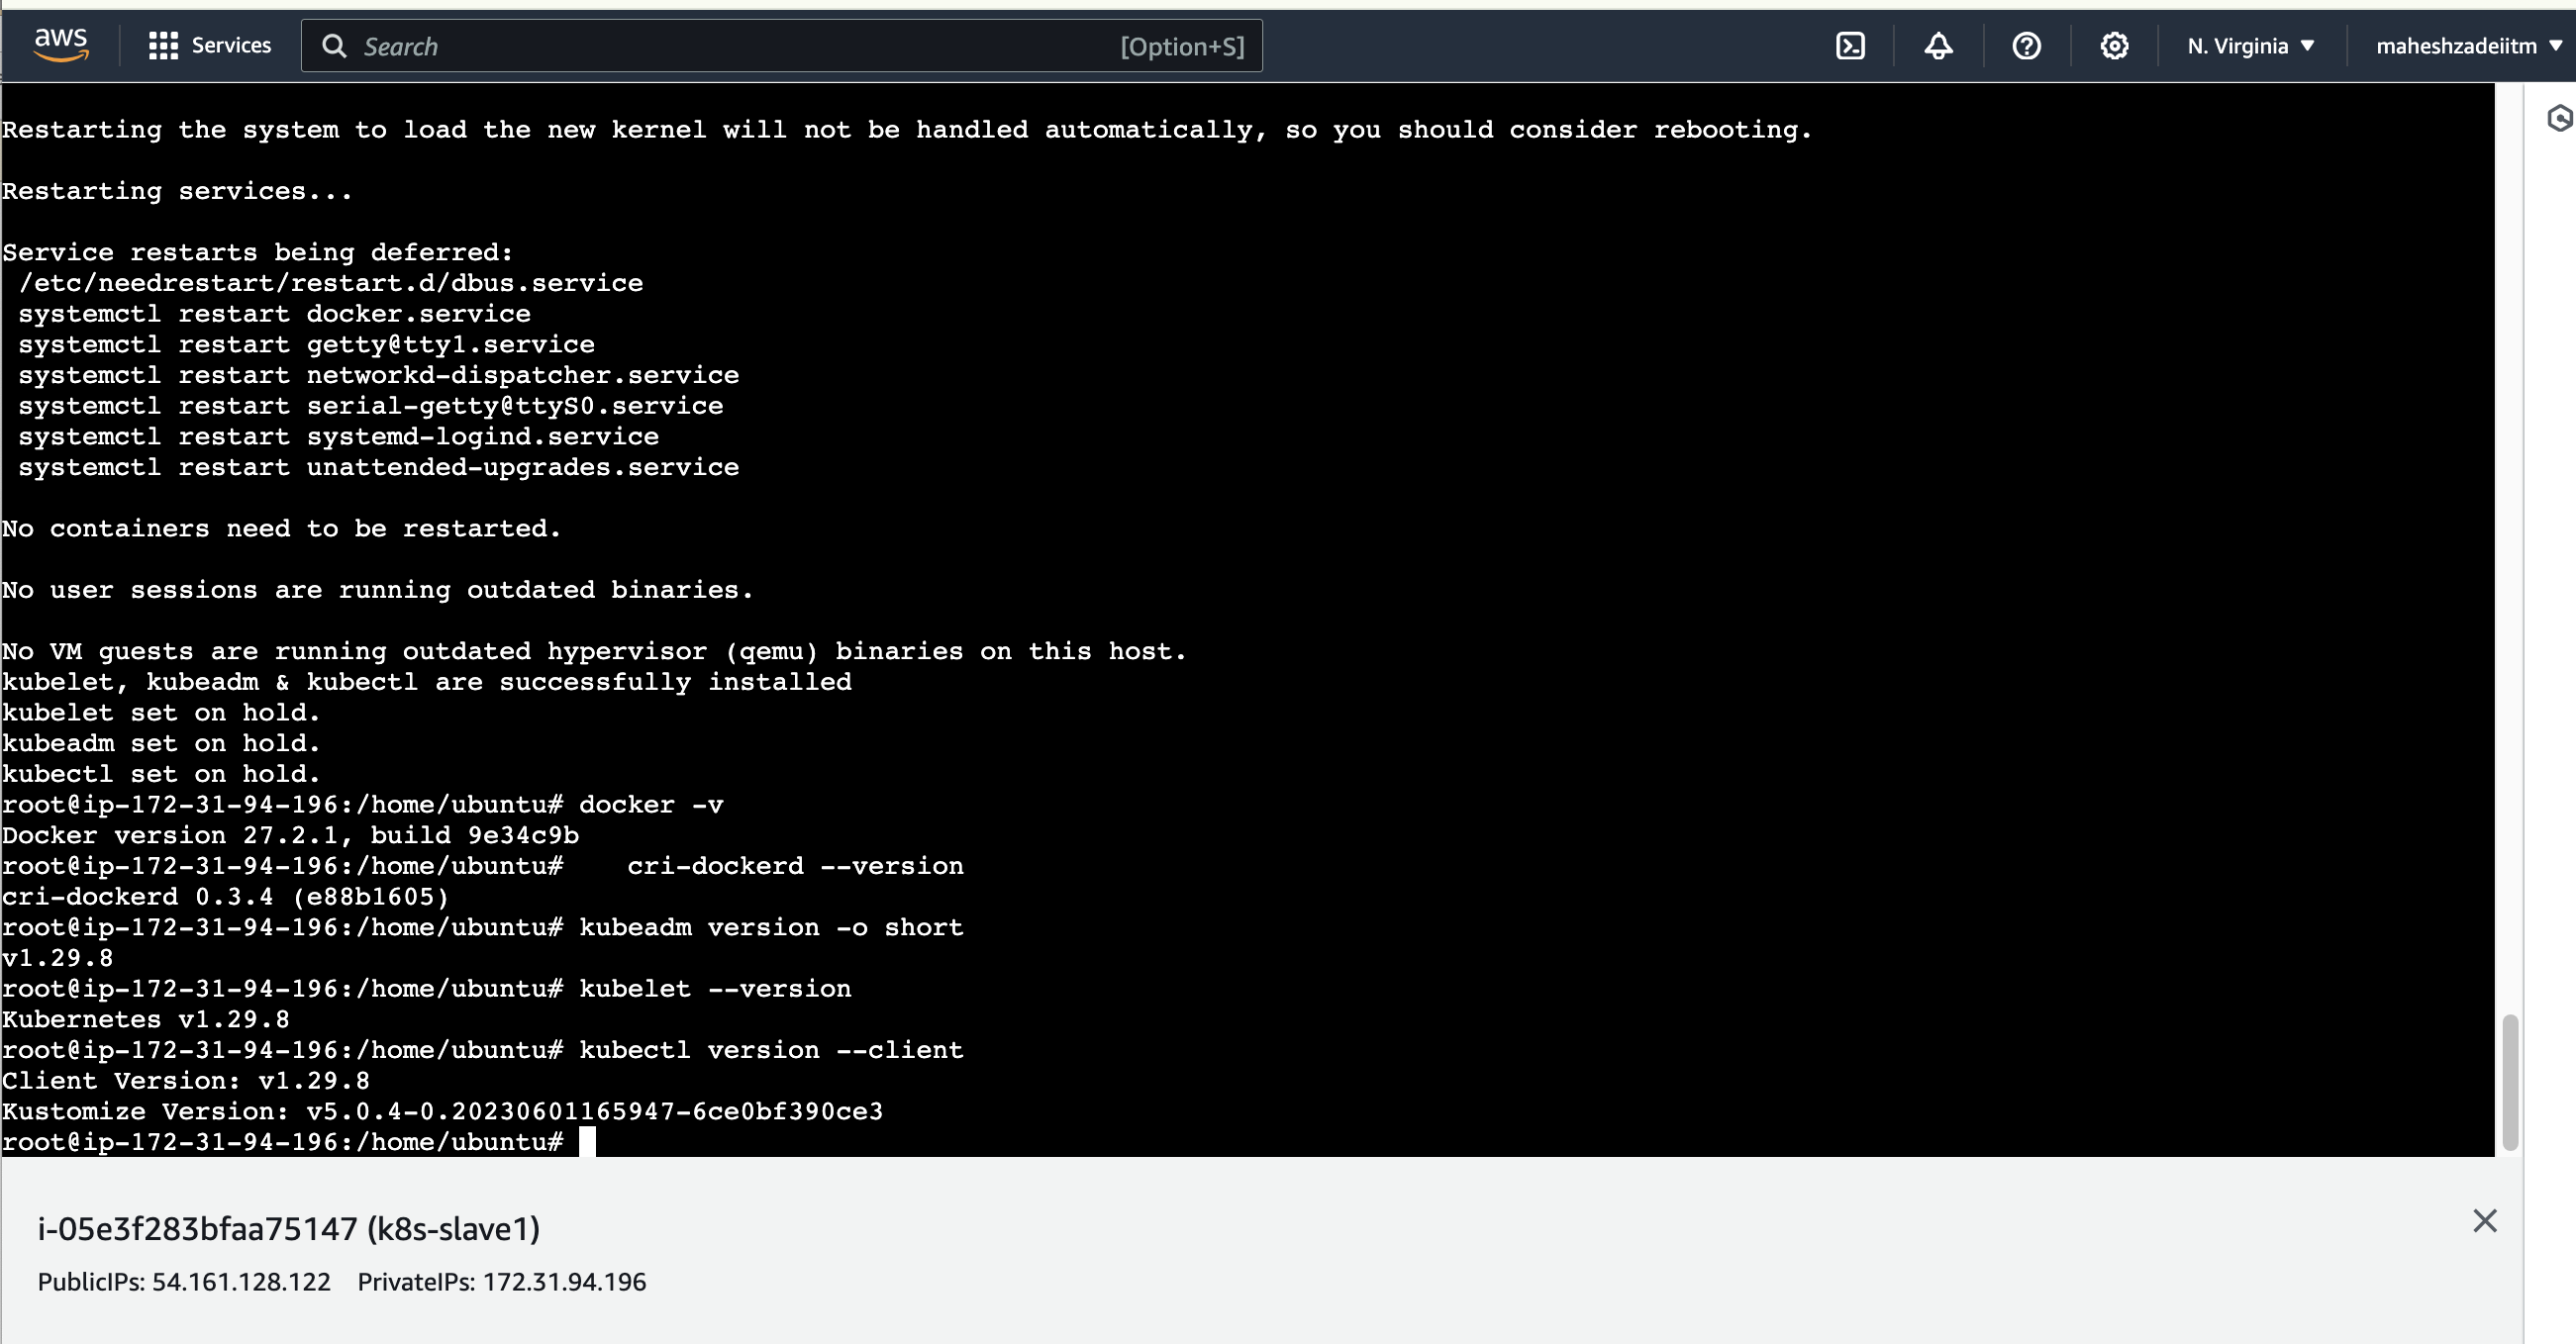 aws
Services
Search [Option+S]
N. Virginia
maheshzadeiitm
Restarting the system to load the new kernel will not be handled automatically, so you should consider rebooting.
Restarting services...
Service restarts being deferred:
 /etc/needrestart/restart.d/dbus.service
 systemctl restart docker.service
 systemctl restart getty@tty1.service
 systemctl restart networkd-dispatcher.service
 systemctl restart serial-getty@ttyS0.service
 systemctl restart systemd-logind.service
 systemctl restart unattended-upgrades.service
No containers need to be restarted.
No user sessions are running outdated binaries.
No VM guests are running outdated hypervisor (qemu) binaries on this host.
kubelet, kubeadm & kubectl are successfully installed
kubelet set on hold.
kubeadm set on hold.
kubectl set on hold.
root@ip-172-31-94-196:/home/ubuntu# docker -v
Docker version 27.2.1, build 9e34c9b
root@ip-172-31-94-196:/home/ubuntu#    cri-dockerd --version
cri-dockerd 0.3.4 (e88b1605)
root@ip-172-31-94-196:/home/ubuntu# kubeadm version -o short
v1.29.8
root@ip-172-31-94-196:/home/ubuntu# kubelet --version
Kubernetes v1.29.8
root@ip-172-31-94-196:/home/ubuntu# kubectl version --client
Client Version: v1.29.8
Kustomize Version: v5.0.4-0.20230601165947-6ce0bf390ce3
root@ip-172-31-94-196:/home/ubuntu#
i-05e3f283bfaa75147 (k8s-slave1)
PublicIPs: 54.161.128.122 PrivateIPs: 172.31.94.196